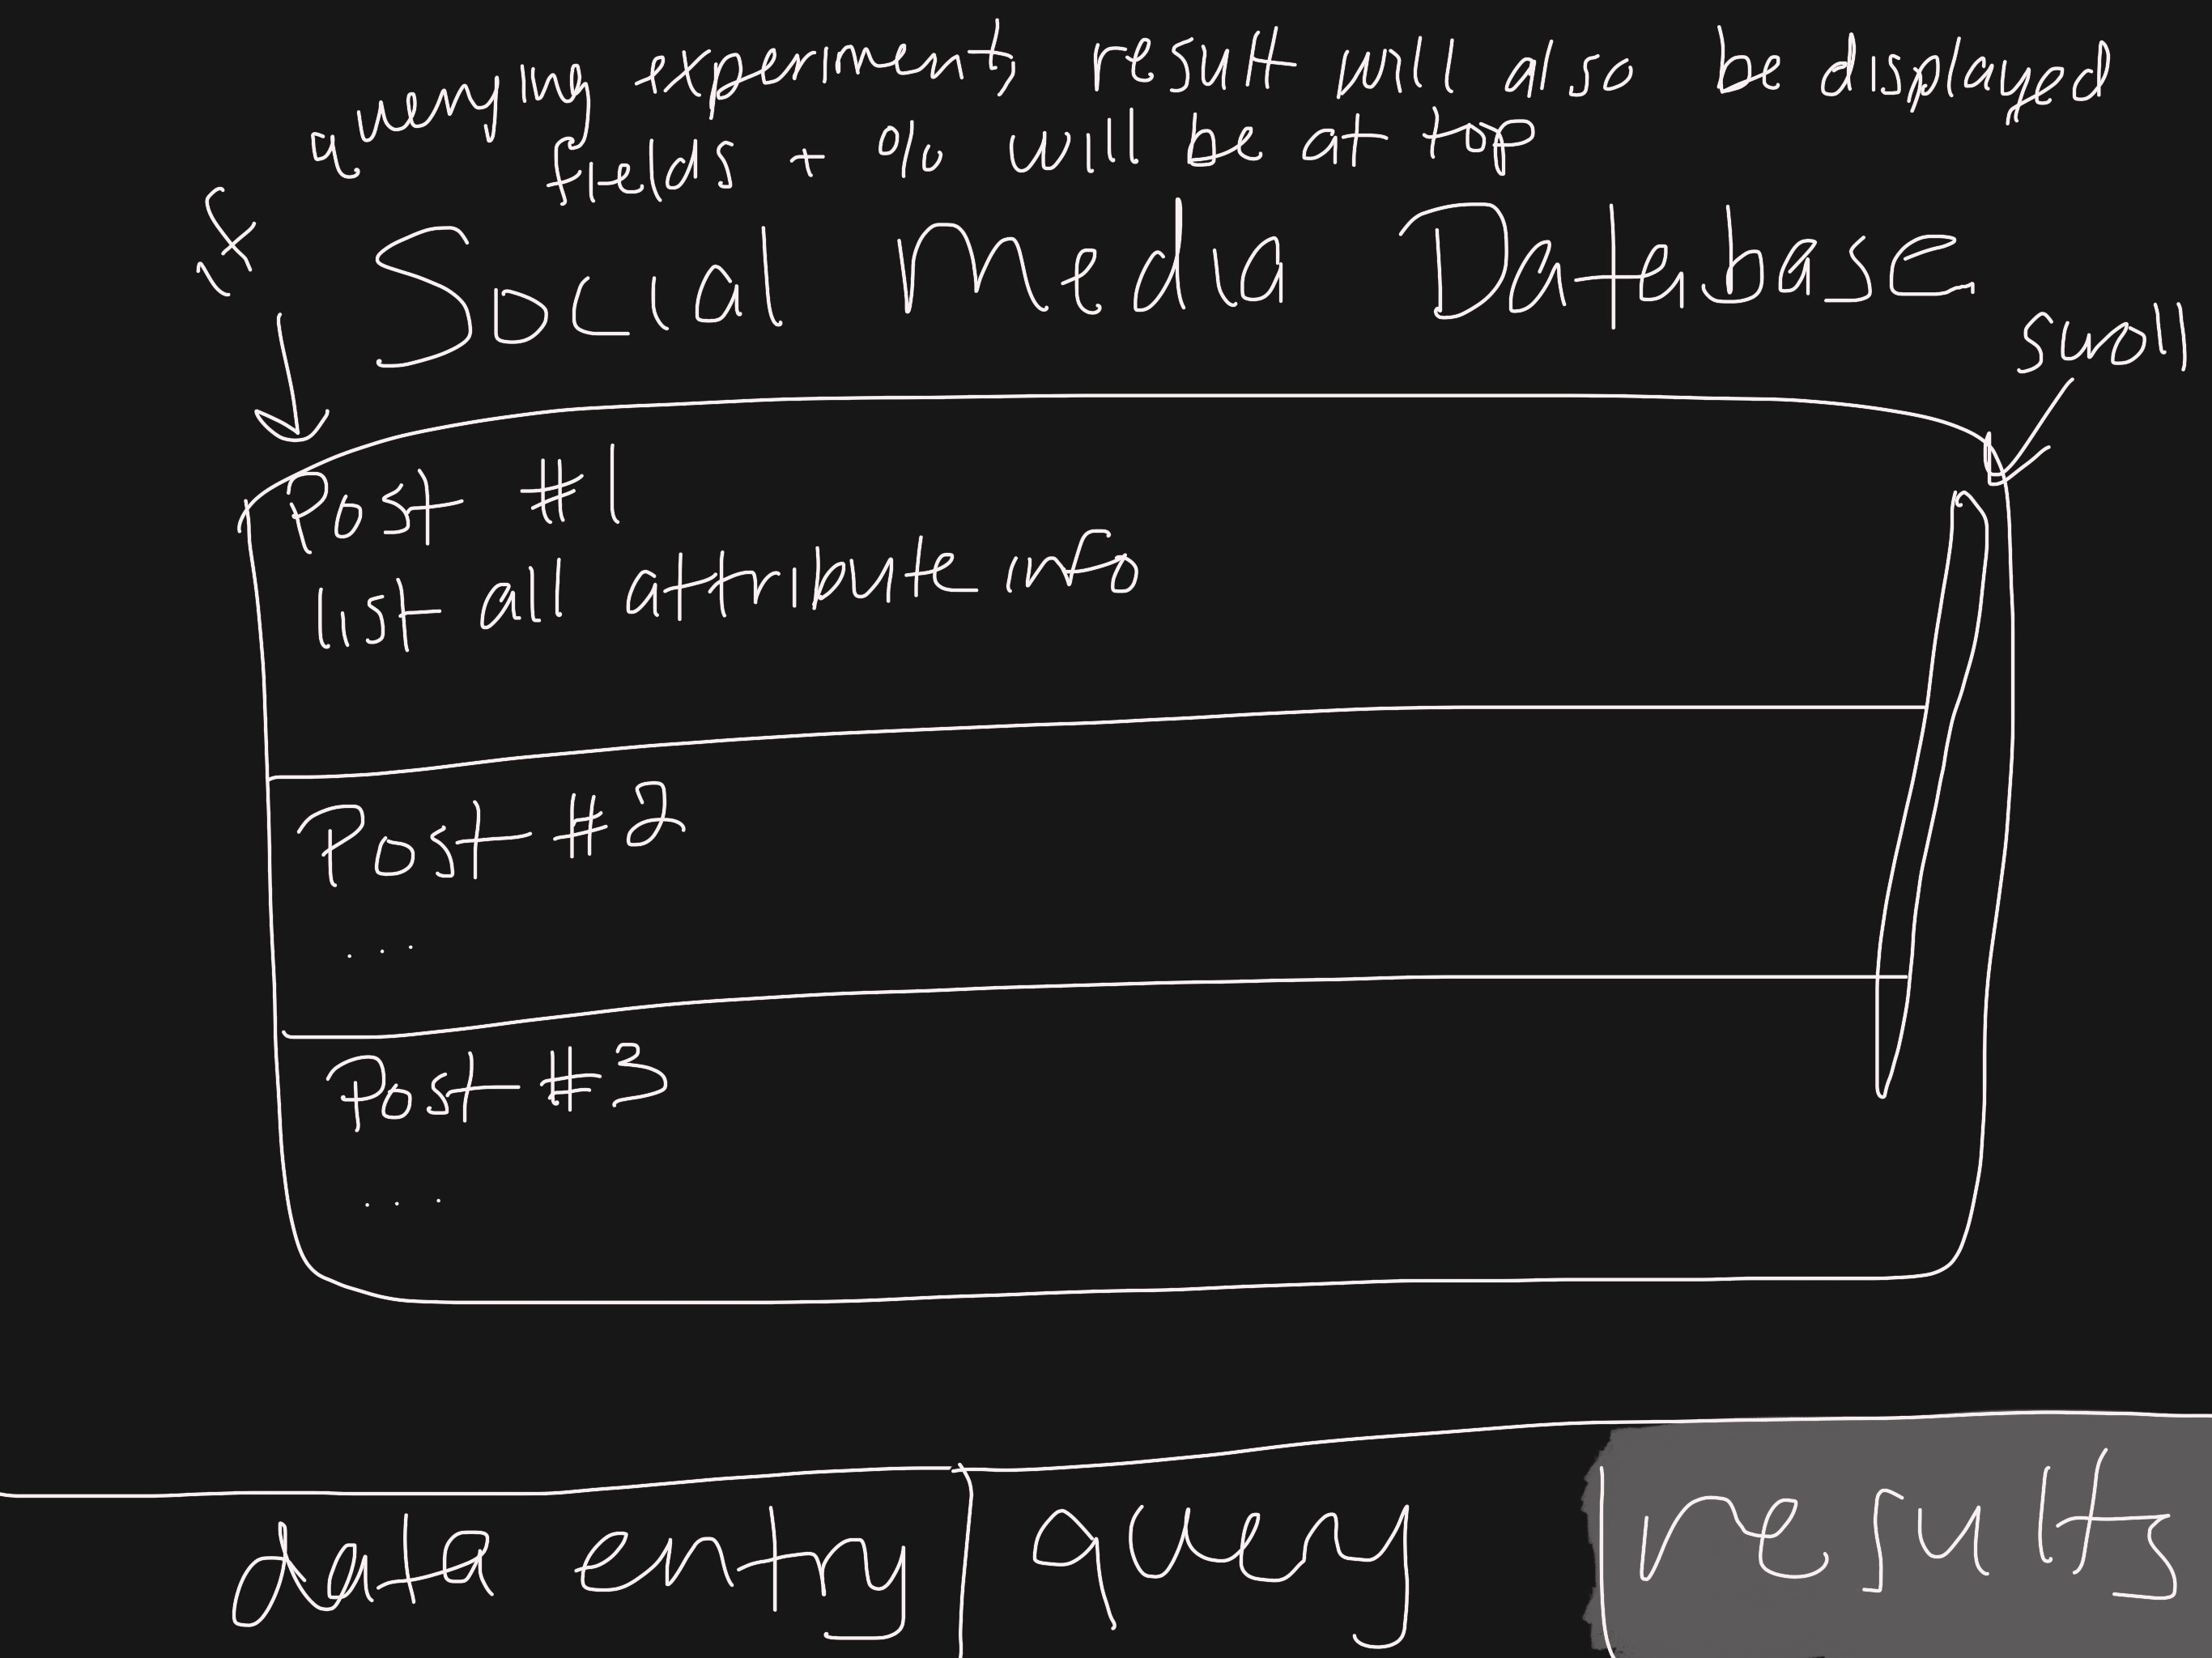 if querying experiment, result will also be displayed
fields + % will be at top
Social Media Database
scroll
Post #1
list all attribute info
Post #2
...
Post #3
...
data entry
query
results